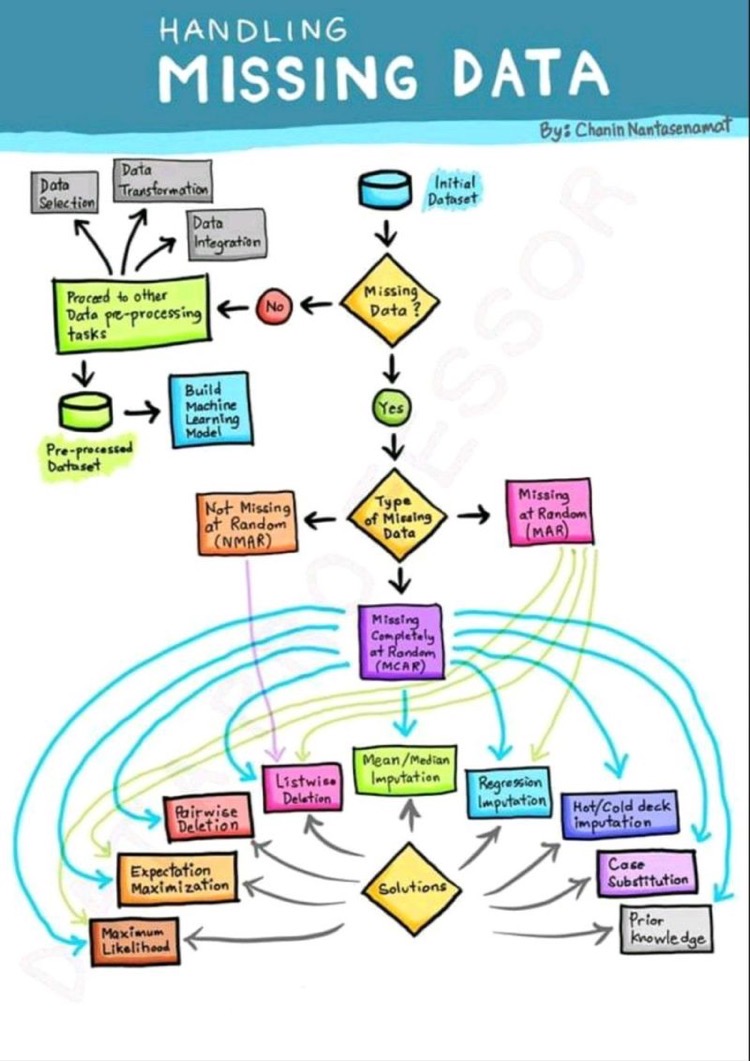 HANDLING
MISSING DATA
By: Chanin Nantasenamat
Data
Selection
Data
Transformation
Data
Integration
Initial
Dataset
Proceed to other
Data pre-processing
tasks
No
Missing
Data?
Yes
Build
Machine
Learning
Model
Pre-processed
Dataset
Not Missing
at Random
(NMAR)
Type
of Missing
Data
Missing
at Random
(MAR)
Missing
Completely
at Random
(MCAR)
Listwise
Deletion
Mean/Median
Imputation
Regression
Imputation
Pairwise
Deletion
Hot/Cold deck
imputation
Expectation
Maximization
Solutions
Case
Substitution
Maximum
Likelihood
Prior
Knowledge